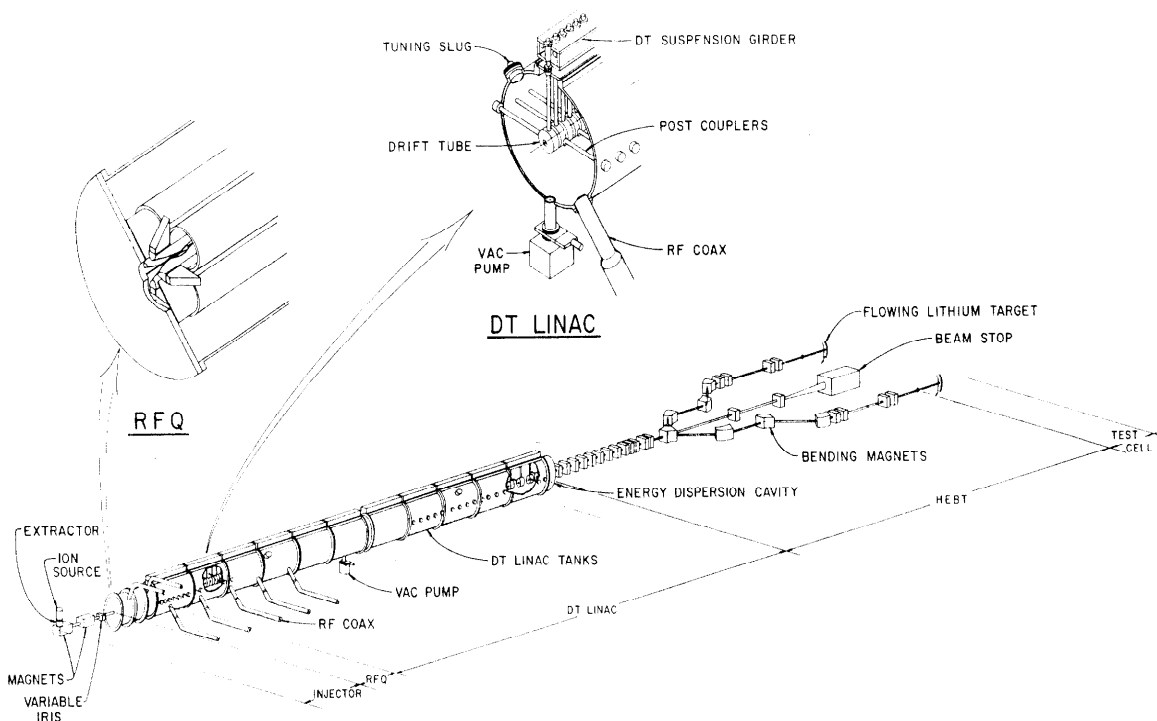 TUNING SLUG
DT SUSPENSION GIRDER
POST COUPLERS
DRIFT TUBE
VAC
PUMP
RF COAX
DT LINAC
RFQ
FLOWING LITHIUM TARGET
BEAM STOP
BENDING MAGNETS
TEST
CELL
ENERGY DISPERSION CAVITY
HEBT
EXTRACTOR
ION
SOURCE
DT LINAC TANKS
VAC PUMP
DT LINAC
RF COAX
MAGNETS
VARIABLE
IRIS
INJECTOR
RFQ